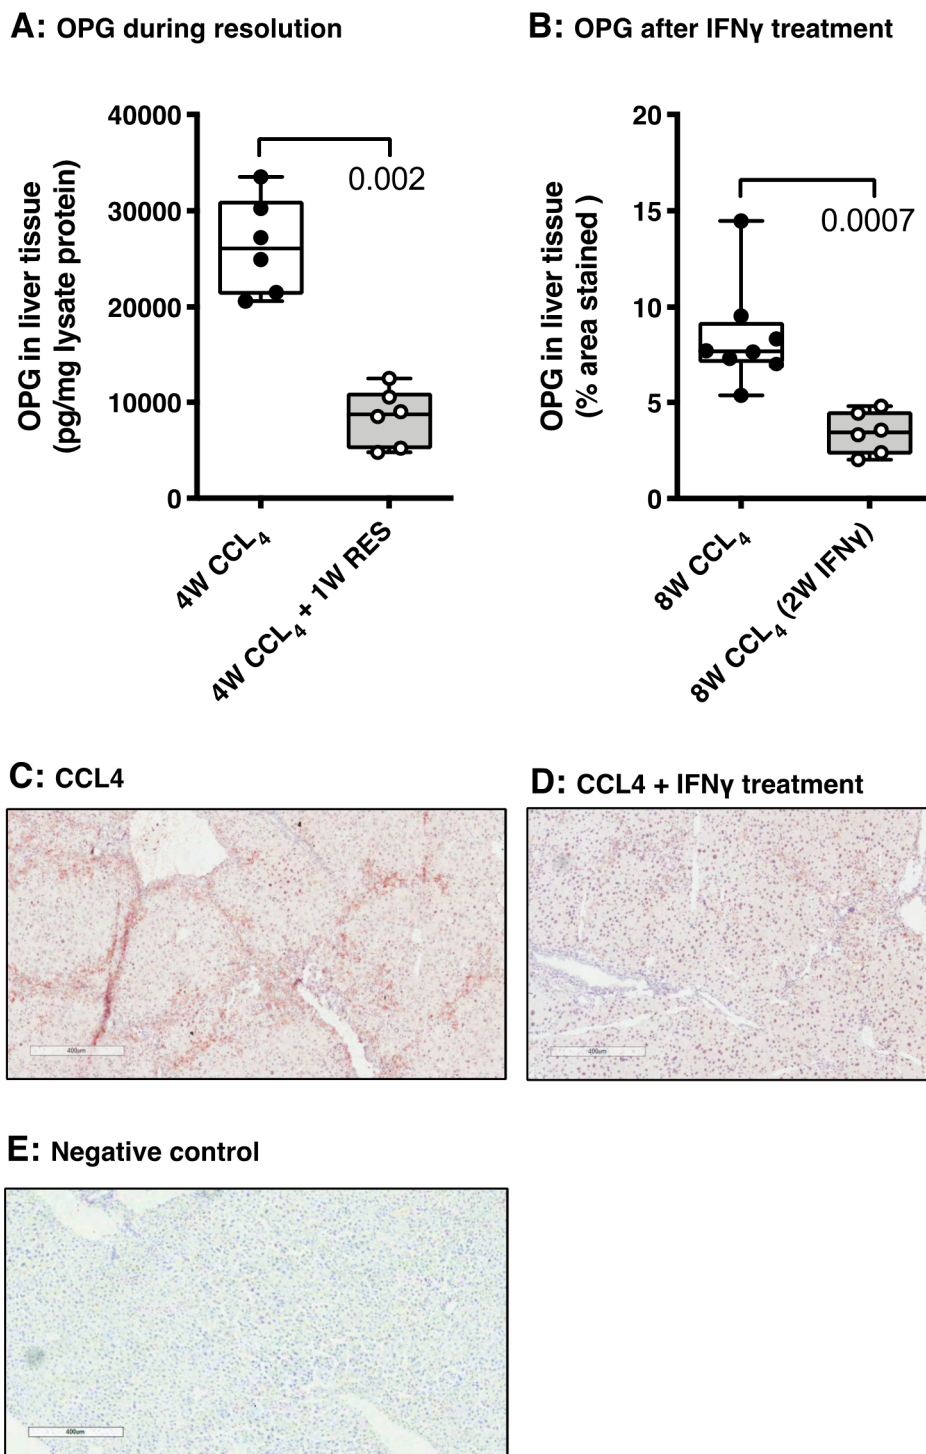 A: OPG during resolution
OPG in liver tissue
(pg/mg lysate protein)
40000
30000
20000
10000
0
0.002
4W CCL4
4W CCL4 + 1W RES
B: OPG after IFNγ treatment
OPG in liver tissue
(% area stained )
20
15
10
5
0
0.0007
8W CCL4
8W CCL4 (2W IFNγ)
C: CCL4
400um
D: CCL4 + IFNγ treatment
400um
E: Negative control
400um